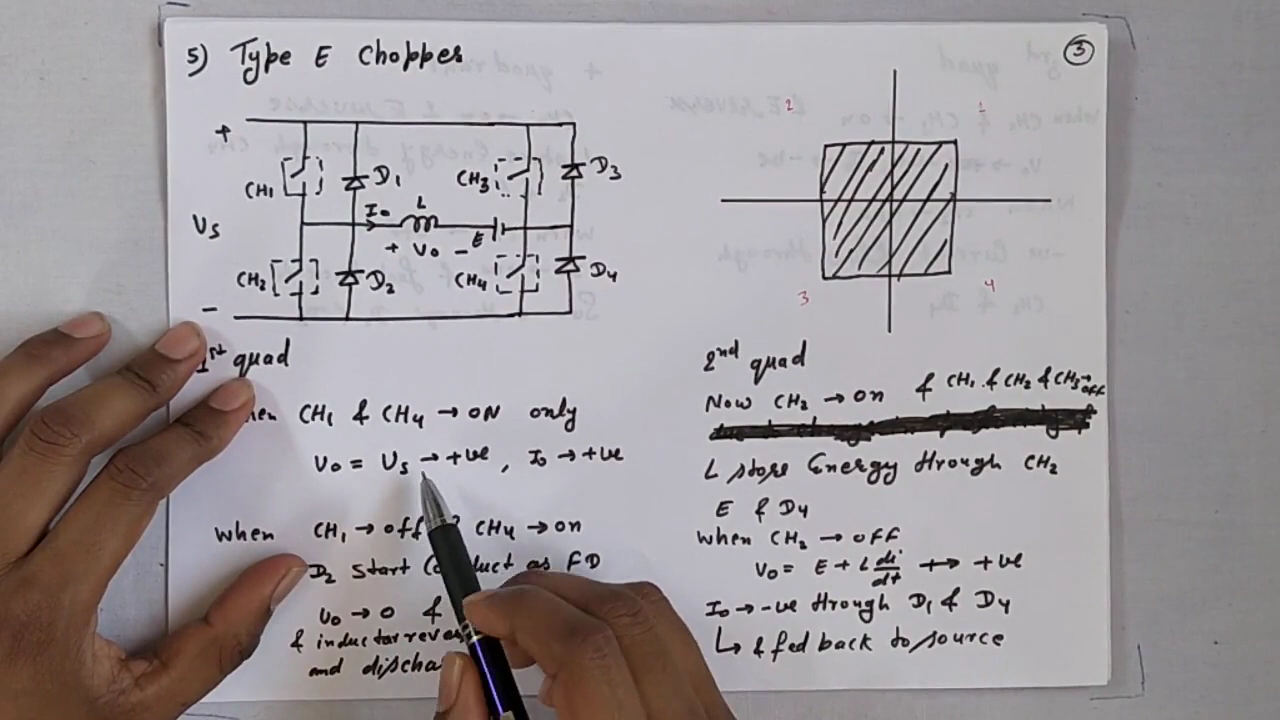 5) Type E Chopper
3
+
CH1
D1
CH3
D3
Io
L
Vs
+ Vo -
E
CH2
D2
CH4
D4
-
2
1
3
4
quad
CH1 & CH4 → ON only
Vo = Vs → +ve, Io → +ve
when CH1 → off CH4 → on
D2 start as FD
Vo → 0 &
& inductor
and
2nd quad
Now CH2 → on & CH1 & CH2 & CH3 → off
L store Energy through CH2
E & D4
when CH2 → off
Vo = E + L di/dt → +ve
Io → -ve through D1 & D4
↳ & fed back to source